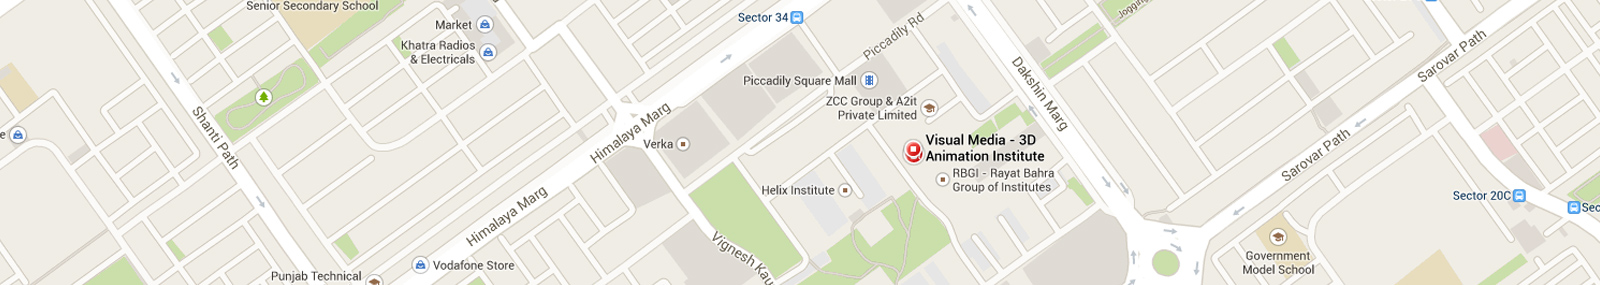 Senior Secondary School
Market
Khatra Radios
& Electricals
Sector 34
Piccadily Rd
Piccadily Square Mall
ZCC Group & A2it
Private Limited
Dakshin Marg
Sarovar Path
Shanti Path
Himalaya Marg
Verka
Visual Media - 3D
Animation Institute
RBGI - Rayat Bahra
Group of Institutes
Helix Institute
Sarovar Path
Sector 20C
Sec
Himalaya Marg
Vignesh Kau
Vodafone Store
Punjab Technical
Government
Model School
e